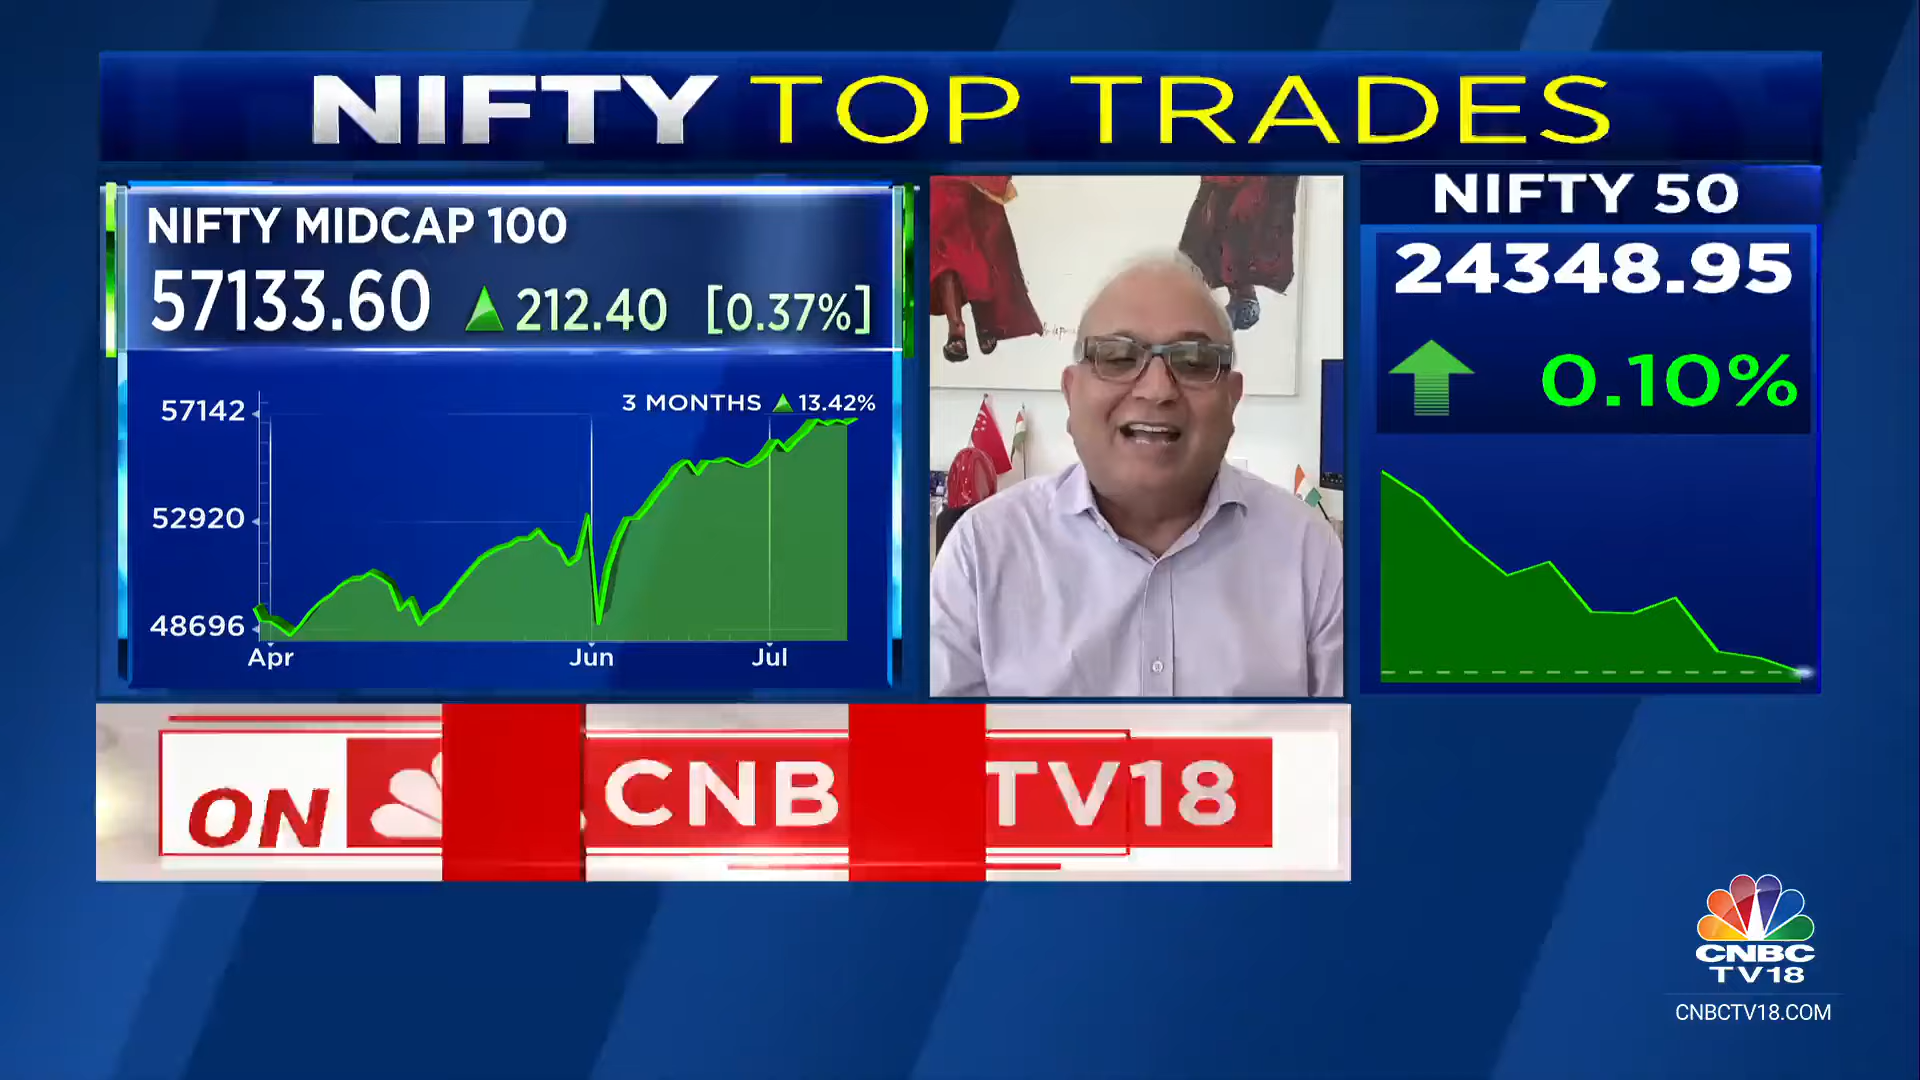 NIFTY TOP TRADES
NIFTY MIDCAP 100
57133.60 212.40 [0.37%]
3 MONTHS 13.42%
57142
52920
48696
Apr Jun Jul
NIFTY 50
24348.95
0.10%
ON CNB TV18
CNBC
TV18
CNBCTV18.COM